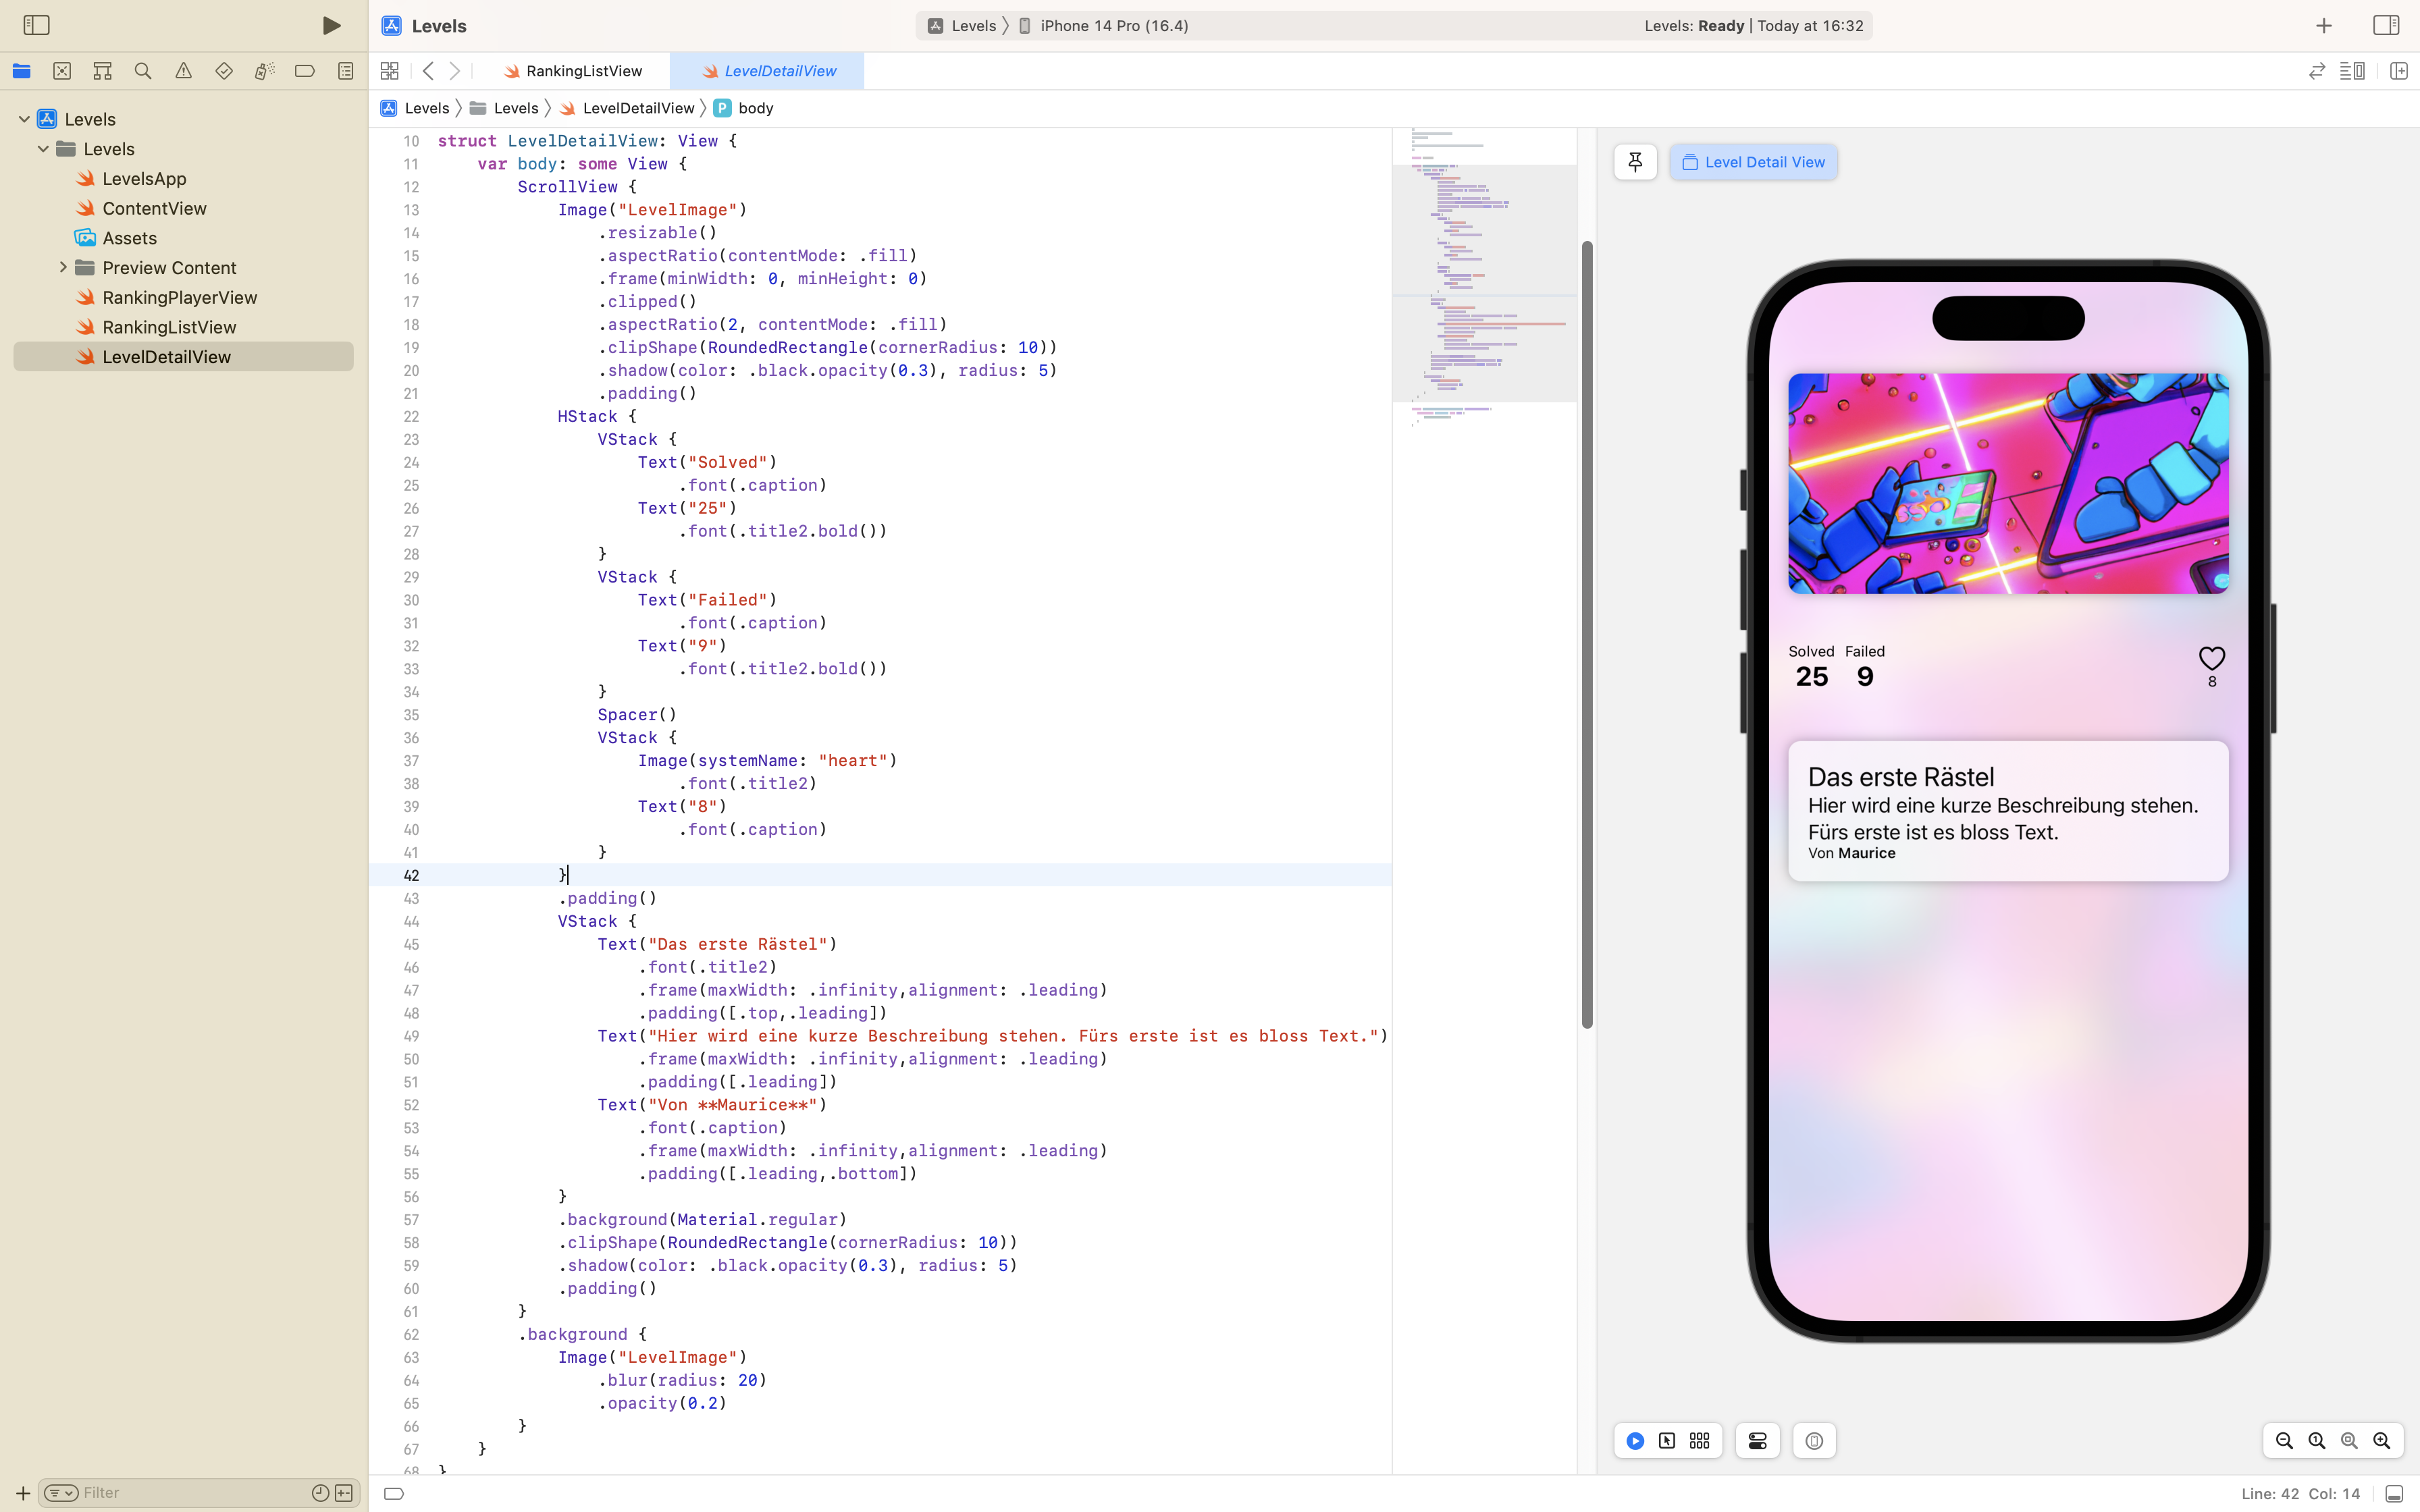 Levels
Levels 〉 iPhone 14 Pro (16.4)
Levels: Ready | Today at 16:32
RankingListView
LevelDetailView
Levels 〉 Levels 〉 LevelDetailView 〉 P body
Levels
Levels
LevelsApp
ContentView
Assets
Preview Content
RankingPlayerView
RankingListView
LevelDetailView
Filter
10 struct LevelDetailView: View {
11 var body: some View {
12 ScrollView {
13 Image("LevelImage")
14 .resizable()
15 .aspectRatio(contentMode: .fill)
16 .frame(minWidth: 0, minHeight: 0)
17 .clipped()
18 .aspectRatio(2, contentMode: .fill)
19 .clipShape(RoundedRectangle(cornerRadius: 10))
20 .shadow(color: .black.opacity(0.3), radius: 5)
21 .padding()
22 HStack {
23 VStack {
24 Text("Solved")
25 .font(.caption)
26 Text("25")
27 .font(.title2.bold())
28 }
29 VStack {
30 Text("Failed")
31 .font(.caption)
32 Text("9")
33 .font(.title2.bold())
34 }
35 Spacer()
36 VStack {
37 Image(systemName: "heart")
38 .font(.title2)
39 Text("8")
40 .font(.caption)
41 }
42 }
43 .padding()
44 VStack {
45 Text("Das erste Rästel")
46 .font(.title2)
47 .frame(maxWidth: .infinity,alignment: .leading)
48 .padding([.top,.leading])
49 Text("Hier wird eine kurze Beschreibung stehen. Fürs erste ist es bloss Text.")
50 .frame(maxWidth: .infinity,alignment: .leading)
51 .padding([.leading])
52 Text("Von **Maurice**")
53 .font(.caption)
54 .frame(maxWidth: .infinity,alignment: .leading)
55 .padding([.leading,.bottom])
56 }
57 .background(Material.regular)
58 .clipShape(RoundedRectangle(cornerRadius: 10))
59 .shadow(color: .black.opacity(0.3), radius: 5)
60 .padding()
61 }
62 .background {
63 Image("LevelImage")
64 .blur(radius: 20)
65 .opacity(0.2)
66 }
67 }
68 }
Level Detail View
Solved Failed
25 9
8
Das erste Rästel
Hier wird eine kurze Beschreibung stehen.
Fürs erste ist es bloss Text.
Von Maurice
Line: 42 Col: 14